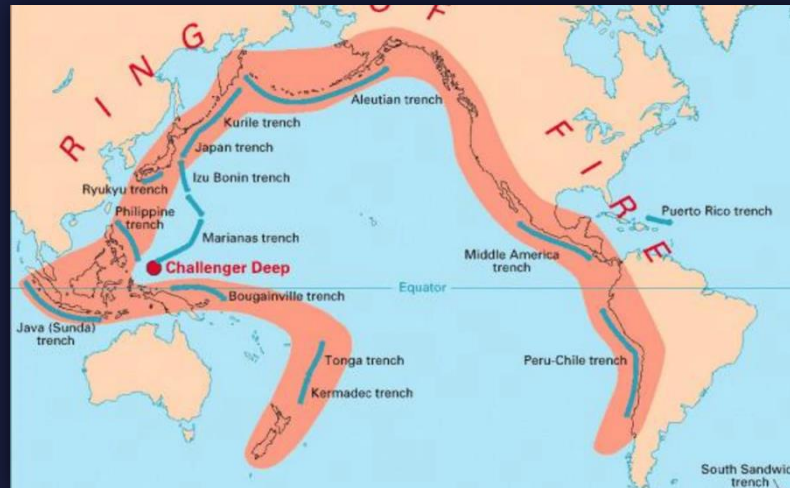 RING OF FIRE
Aleutian trench
Kurile trench
Japan trench
Izu Bonin trench
Ryukyu trench
Philippine
trench
Marianas trench
Challenger Deep
Bougainville trench
Equator
Java (Sunda)
trench
Tonga trench
Kermadec trench
Middle America
trench
Puerto Rico trench
Peru-Chile trench
South Sandwic
trench